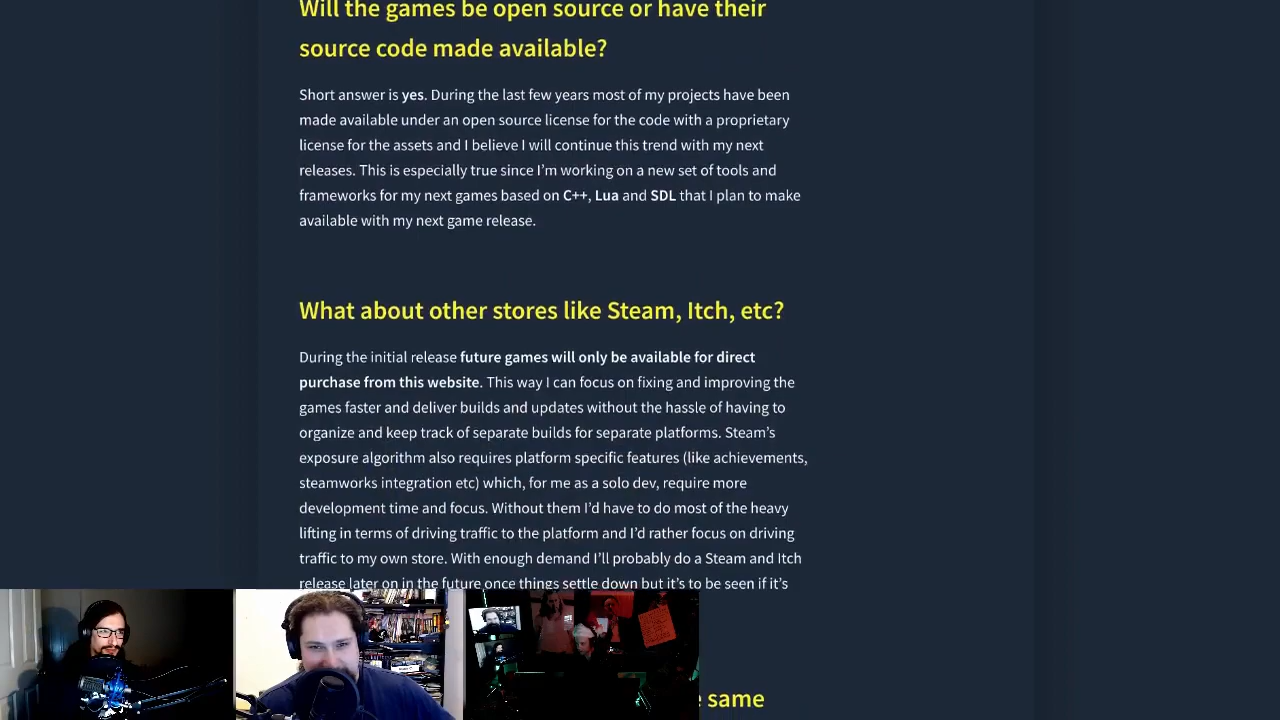 Will the games be open source or have their
source code made available?
Short answer is yes. During the last few years most of my projects have been
made available under an open source license for the code with a proprietary
license for the assets and I believe I will continue this trend with my next
releases. This is especially true since I'm working on a new set of tools and
frameworks for my next games based on C++, Lua and SDL that I plan to make
available with my next game release.
What about other stores like Steam, Itch, etc?
During the initial release future games will only be available for direct
purchase from this website. This way I can focus on fixing and improving the
games faster and deliver builds and updates without the hassle of having to
organize and keep track of separate builds for separate platforms. Steam's
exposure algorithm also requires platform specific features (like achievements,
steamworks integration etc) which, for me as a solo dev, require more
development time and focus. Without them I'd have to do most of the heavy
lifting in terms of driving traffic to the platform and I'd rather focus on driving
traffic to my own store. With enough demand I'll probably do a Steam and Itch
release later on in the future once things settle down but it's to be seen if it's
same